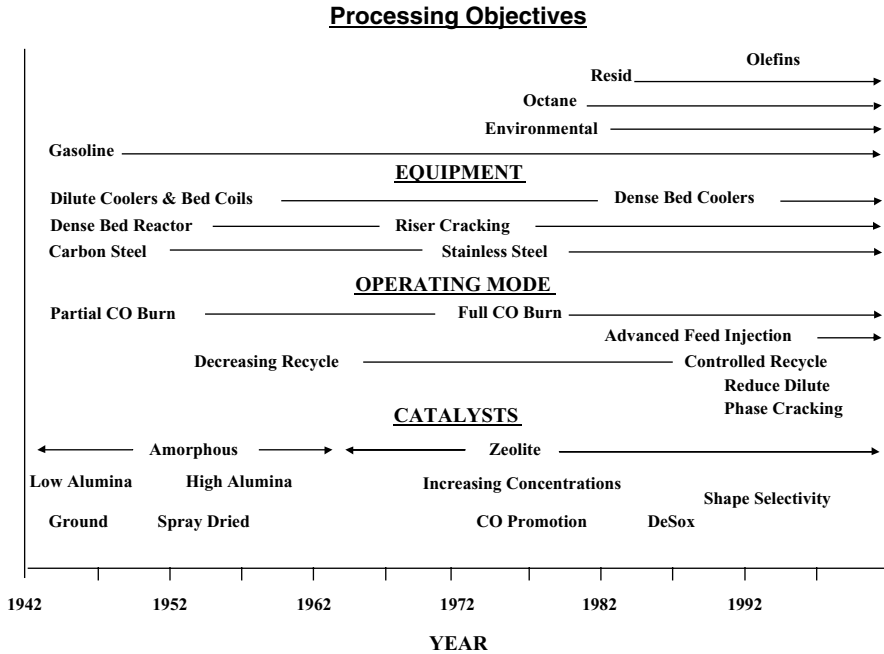 Processing Objectives
Olefins
Resid
Octane
Environmental
Gasoline
EQUIPMENT
Dilute Coolers & Bed Coils Dense Bed Coolers
Dense Bed Reactor Riser Cracking
Carbon Steel Stainless Steel
OPERATING MODE
Partial CO Burn Full CO Burn
Advanced Feed Injection
Decreasing Recycle Controlled Recycle
Reduce Dilute
Phase Cracking
CATALYSTS
Amorphous Zeolite
Low Alumina High Alumina Increasing Concentrations
Shape Selectivity
Ground Spray Dried CO Promotion DeSox
1942 1952 1962 1972 1982 1992
YEAR